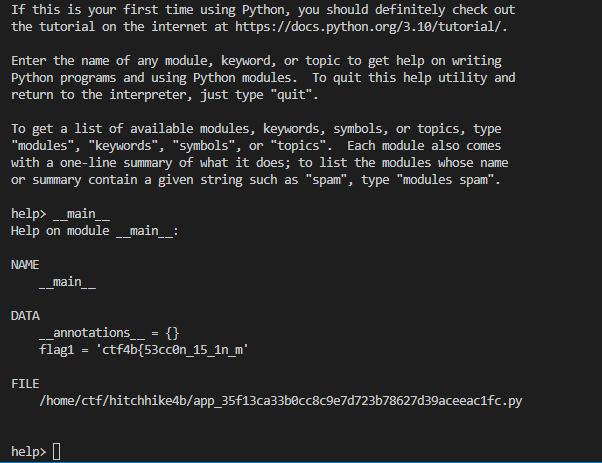 If this is your first time using Python, you should definitely check out
the tutorial on the internet at https://docs.python.org/3.10/tutorial/.
Enter the name of any module, keyword, or topic to get help on writing
Python programs and using Python modules.  To quit this help utility and
return to the interpreter, just type "quit".
To get a list of available modules, keywords, symbols, or topics, type
"modules", "keywords", "symbols", or "topics".  Each module also comes
with a one-line summary of what it does; to list the modules whose name
or summary contain a given string such as "spam", type "modules spam".
help> __main__
Help on module __main__:
NAME
    __main__
DATA
    __annotations__ = {}
    flag1 = 'ctf4b{53cc0n_15_1n_m'
FILE
    /home/ctf/hitchhike4b/app_35f13ca33b0cc8c9e7d723b78627d39aceeac1fc.py
help>